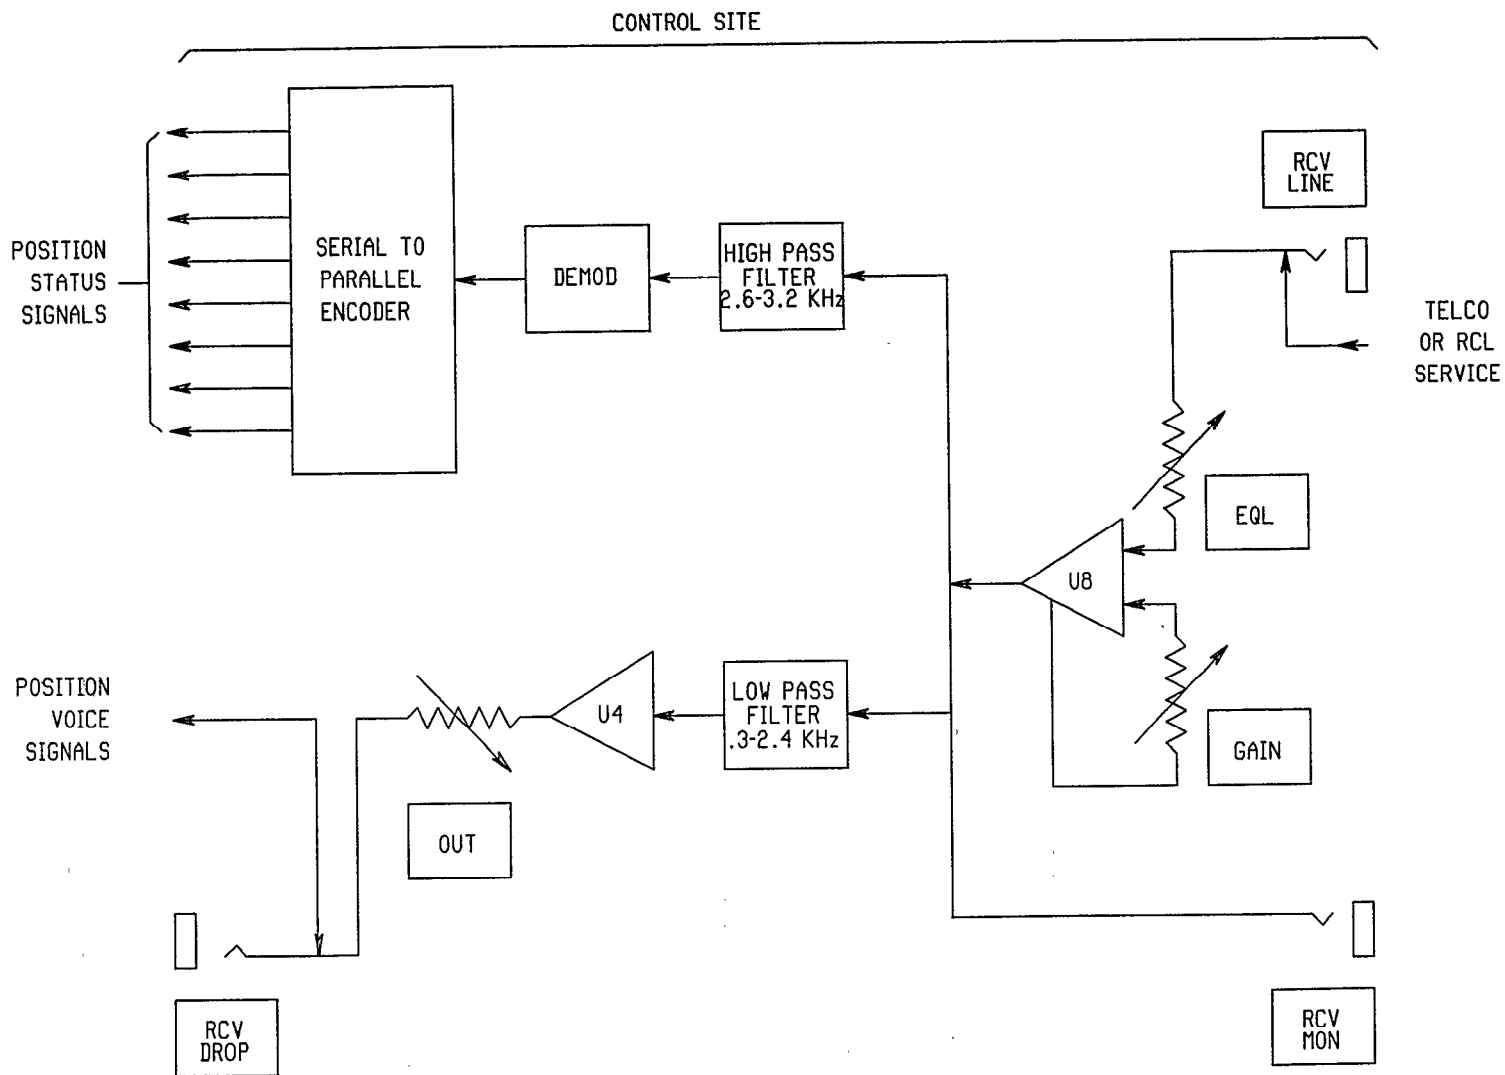 CONTROL SITE
RCV
LINE
POSITION
STATUS
SIGNALS
SERIAL TO
PARALLEL
ENCODER
DEMOD
HIGH PASS
FILTER
2.6-3.2 KHz
TELCO
OR RCL
SERVICE
EQL
U8
POSITION
VOICE
SIGNALS
U4
LOW PASS
FILTER
.3-2.4 KHz
GAIN
OUT
RCV
DROP
RCV
MON